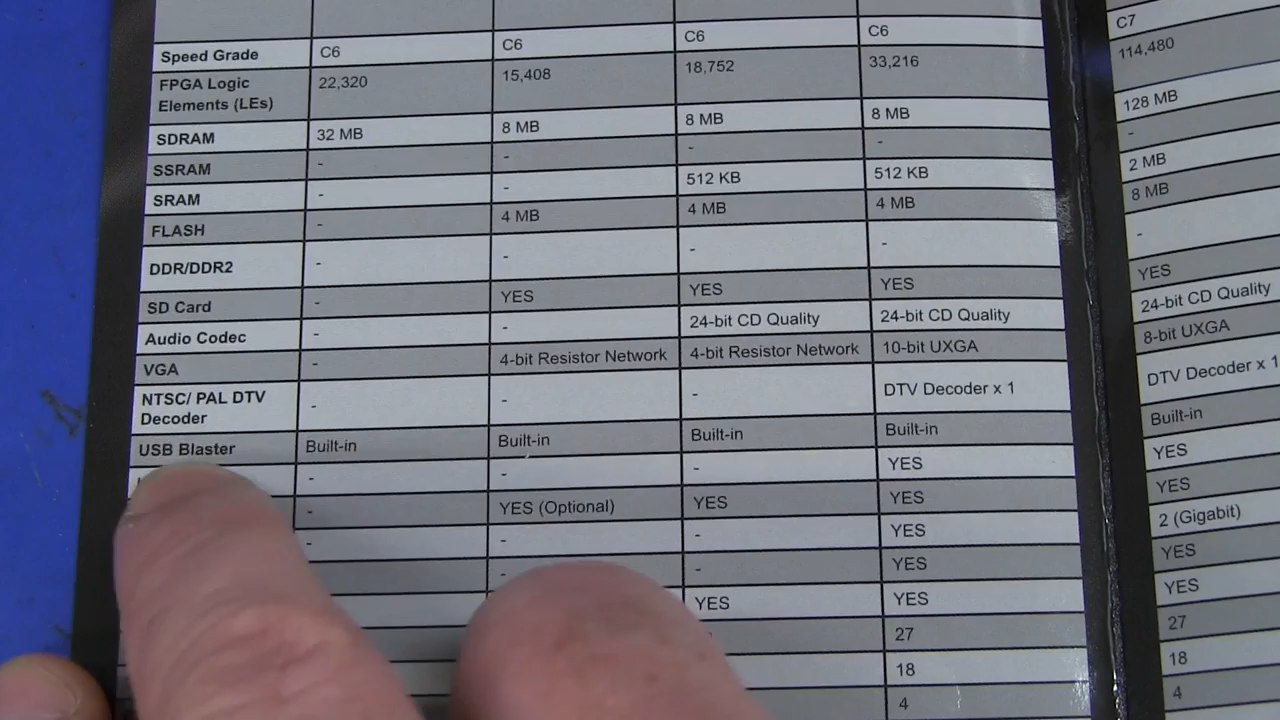 Speed Grade C6 C6 C6 C6 C7
FPGA Logic Elements (LEs) 22,320 15,408 18,752 33,216 114,480
SDRAM 32 MB 8 MB 8 MB 8 MB 128 MB
SSRAM - - - - -
SRAM - - 512 KB 512 KB 2 MB
FLASH - 4 MB 4 MB 4 MB 8 MB
DDR/DDR2 - - - - -
SD Card - YES YES YES YES
Audio Codec - - 24-bit CD Quality 24-bit CD Quality 24-bit CD Quality
VGA - 4-bit Resistor Network 4-bit Resistor Network 10-bit UXGA 8-bit UXGA
NTSC/ PAL DTV Decoder - - - DTV Decoder x 1 DTV Decoder x 1
USB Blaster Built-in Built-in Built-in Built-in Built-in
- - - YES YES
- YES (Optional) YES YES YES
- - - YES 2 (Gigabit)
- - YES YES
YES YES YES
27 27
18 18
4 4